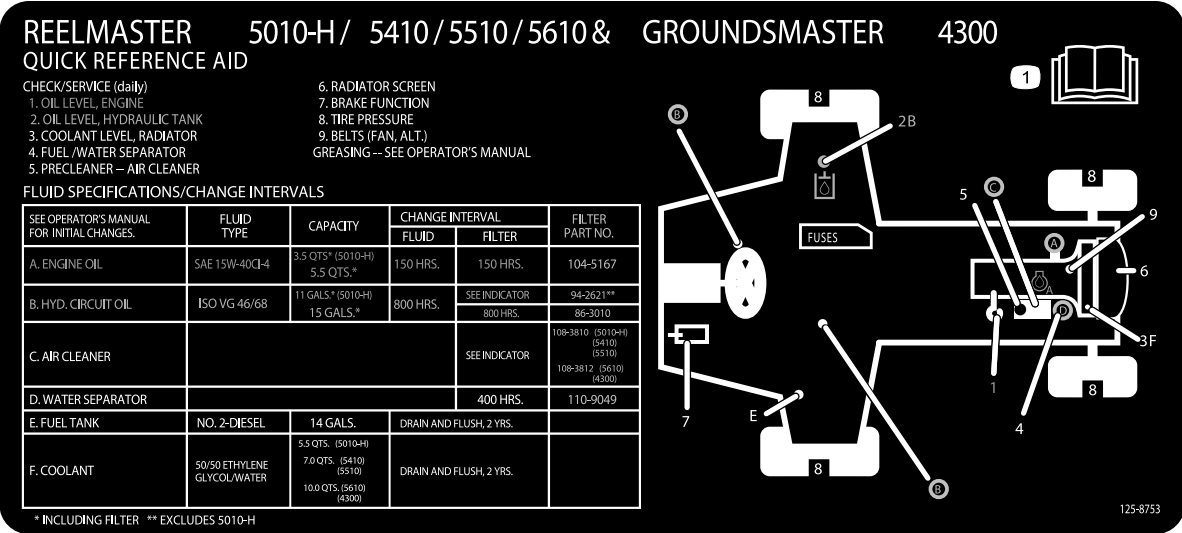 REELMASTER 5010-H / 5410 / 5510 / 5610 & GROUNDSMASTER 4300
QUICK REFERENCE AID
CHECK/SERVICE (daily)
1. OIL LEVEL, ENGINE
2. OIL LEVEL, HYDRAULIC TANK
3. COOLANT LEVEL, RADIATOR
4. FUEL /WATER SEPARATOR
5. PRECLEANER – AIR CLEANER
6. RADIATOR SCREEN
7. BRAKE FUNCTION
8. TIRE PRESSURE
9. BELTS (FAN, ALT.)
GREASING -- SEE OPERATOR'S MANUAL
FLUID SPECIFICATIONS/CHANGE INTERVALS
SEE OPERATOR'S MANUAL
FOR INITIAL CHANGES.
FLUID
TYPE
CAPACITY
CHANGE INTERVAL
FLUID
FILTER
FILTER
PART NO.
A. ENGINE OIL
SAE 15W-40CI-4
3.5 QTS* (5010-H)
5.5 QTS.*
150 HRS.
150 HRS.
104-5167
B. HYD. CIRCUIT OIL
ISO VG 46/68
11 GALS.* (5010-H)
15 GALS.*
800 HRS.
SEE INDICATOR
94-2621**
800 HRS.
86-3010
C. AIR CLEANER
SEE INDICATOR
108-3810 (5010-H)
(5410)
(5510)
108-3812 (5610)
(4300)
D. WATER SEPARATOR
400 HRS.
110-9049
E. FUEL TANK
NO. 2-DIESEL
14 GALS.
DRAIN AND FLUSH, 2 YRS.
F. COOLANT
50/50 ETHYLENE
GLYCOL/WATER
5.5 QTS. (5010-H)
7.0 QTS. (5410)
(5510)
10.0 QTS. (5610)
(4300)
DRAIN AND FLUSH, 2 YRS.
* INCLUDING FILTER ** EXCLUDES 5010-H
1
8
B
2B
8
5
C
9
FUSES
A
6
A
D
3F
7
E
1
4
8
8
B
125-8753